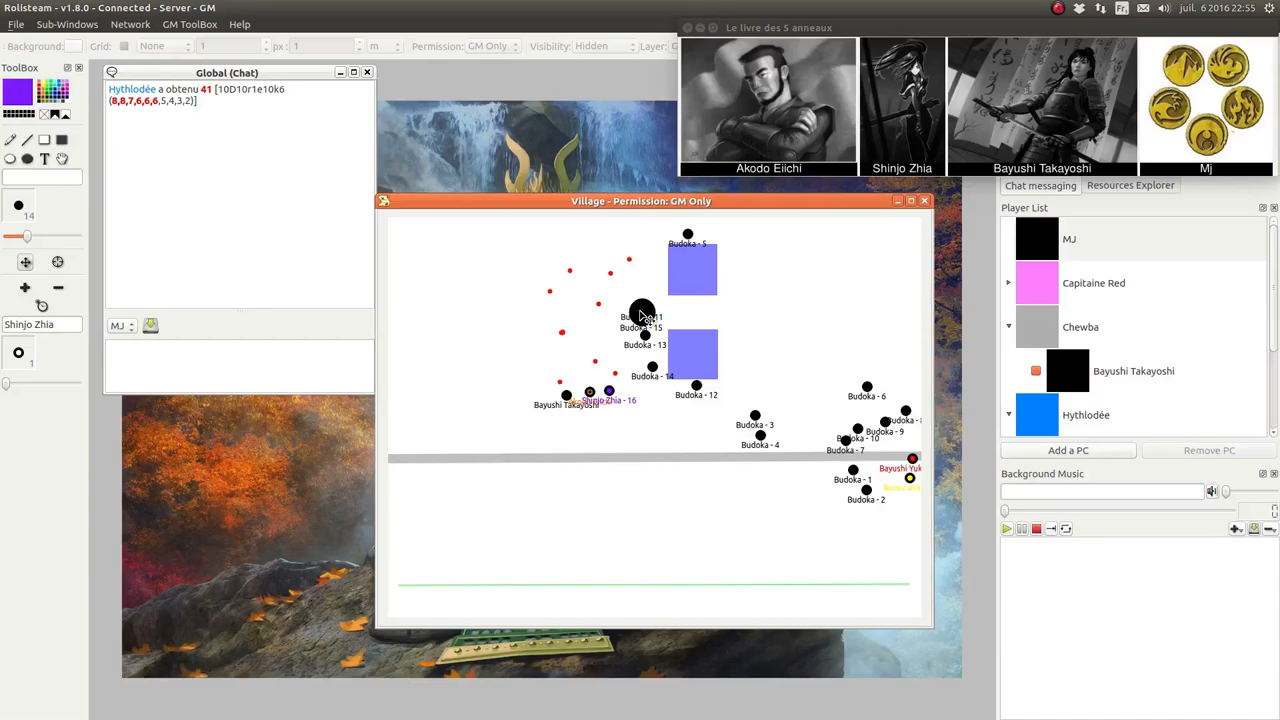 Rolisteam - v1.8.0 - Connected - Server - GM
Fr
juil. 6 2016 22:55
File Sub-Windows Network GM ToolBox Help
Background: Grid: None 1 px : 1 m Permission: GM Only Visibility: Hidden Layer:
Le livre des 5 anneaux
Akodo Eiichi
Shinjo Zhia
Bayushi Takayoshi
Mj
ToolBox
14
Shinjo Zhia
1
Global (Chat)
Hythlodée a obtenu 41 [10D10r1e10k6
(8,8,7,6,6,6,5,4,3,2)]
MJ
Village - Permission: GM Only
Budoka - 5
Budoka - 15
Budoka - 13
Budoka - 14
Budoka - 12
Bayushi Takayoshi
Shinjo Zhia - 16
Budoka - 3
Budoka - 4
Budoka - 6
Budoka - 9
Budoka - 10
Budoka - 7
Bayushi Yuk
Budoka - 1
Budoka - 2
Chat messaging
Resources Explorer
Player List
MJ
Capitaine Red
Chewba
Bayushi Takayoshi
Hythlodée
Add a PC
Remove PC
Background Music